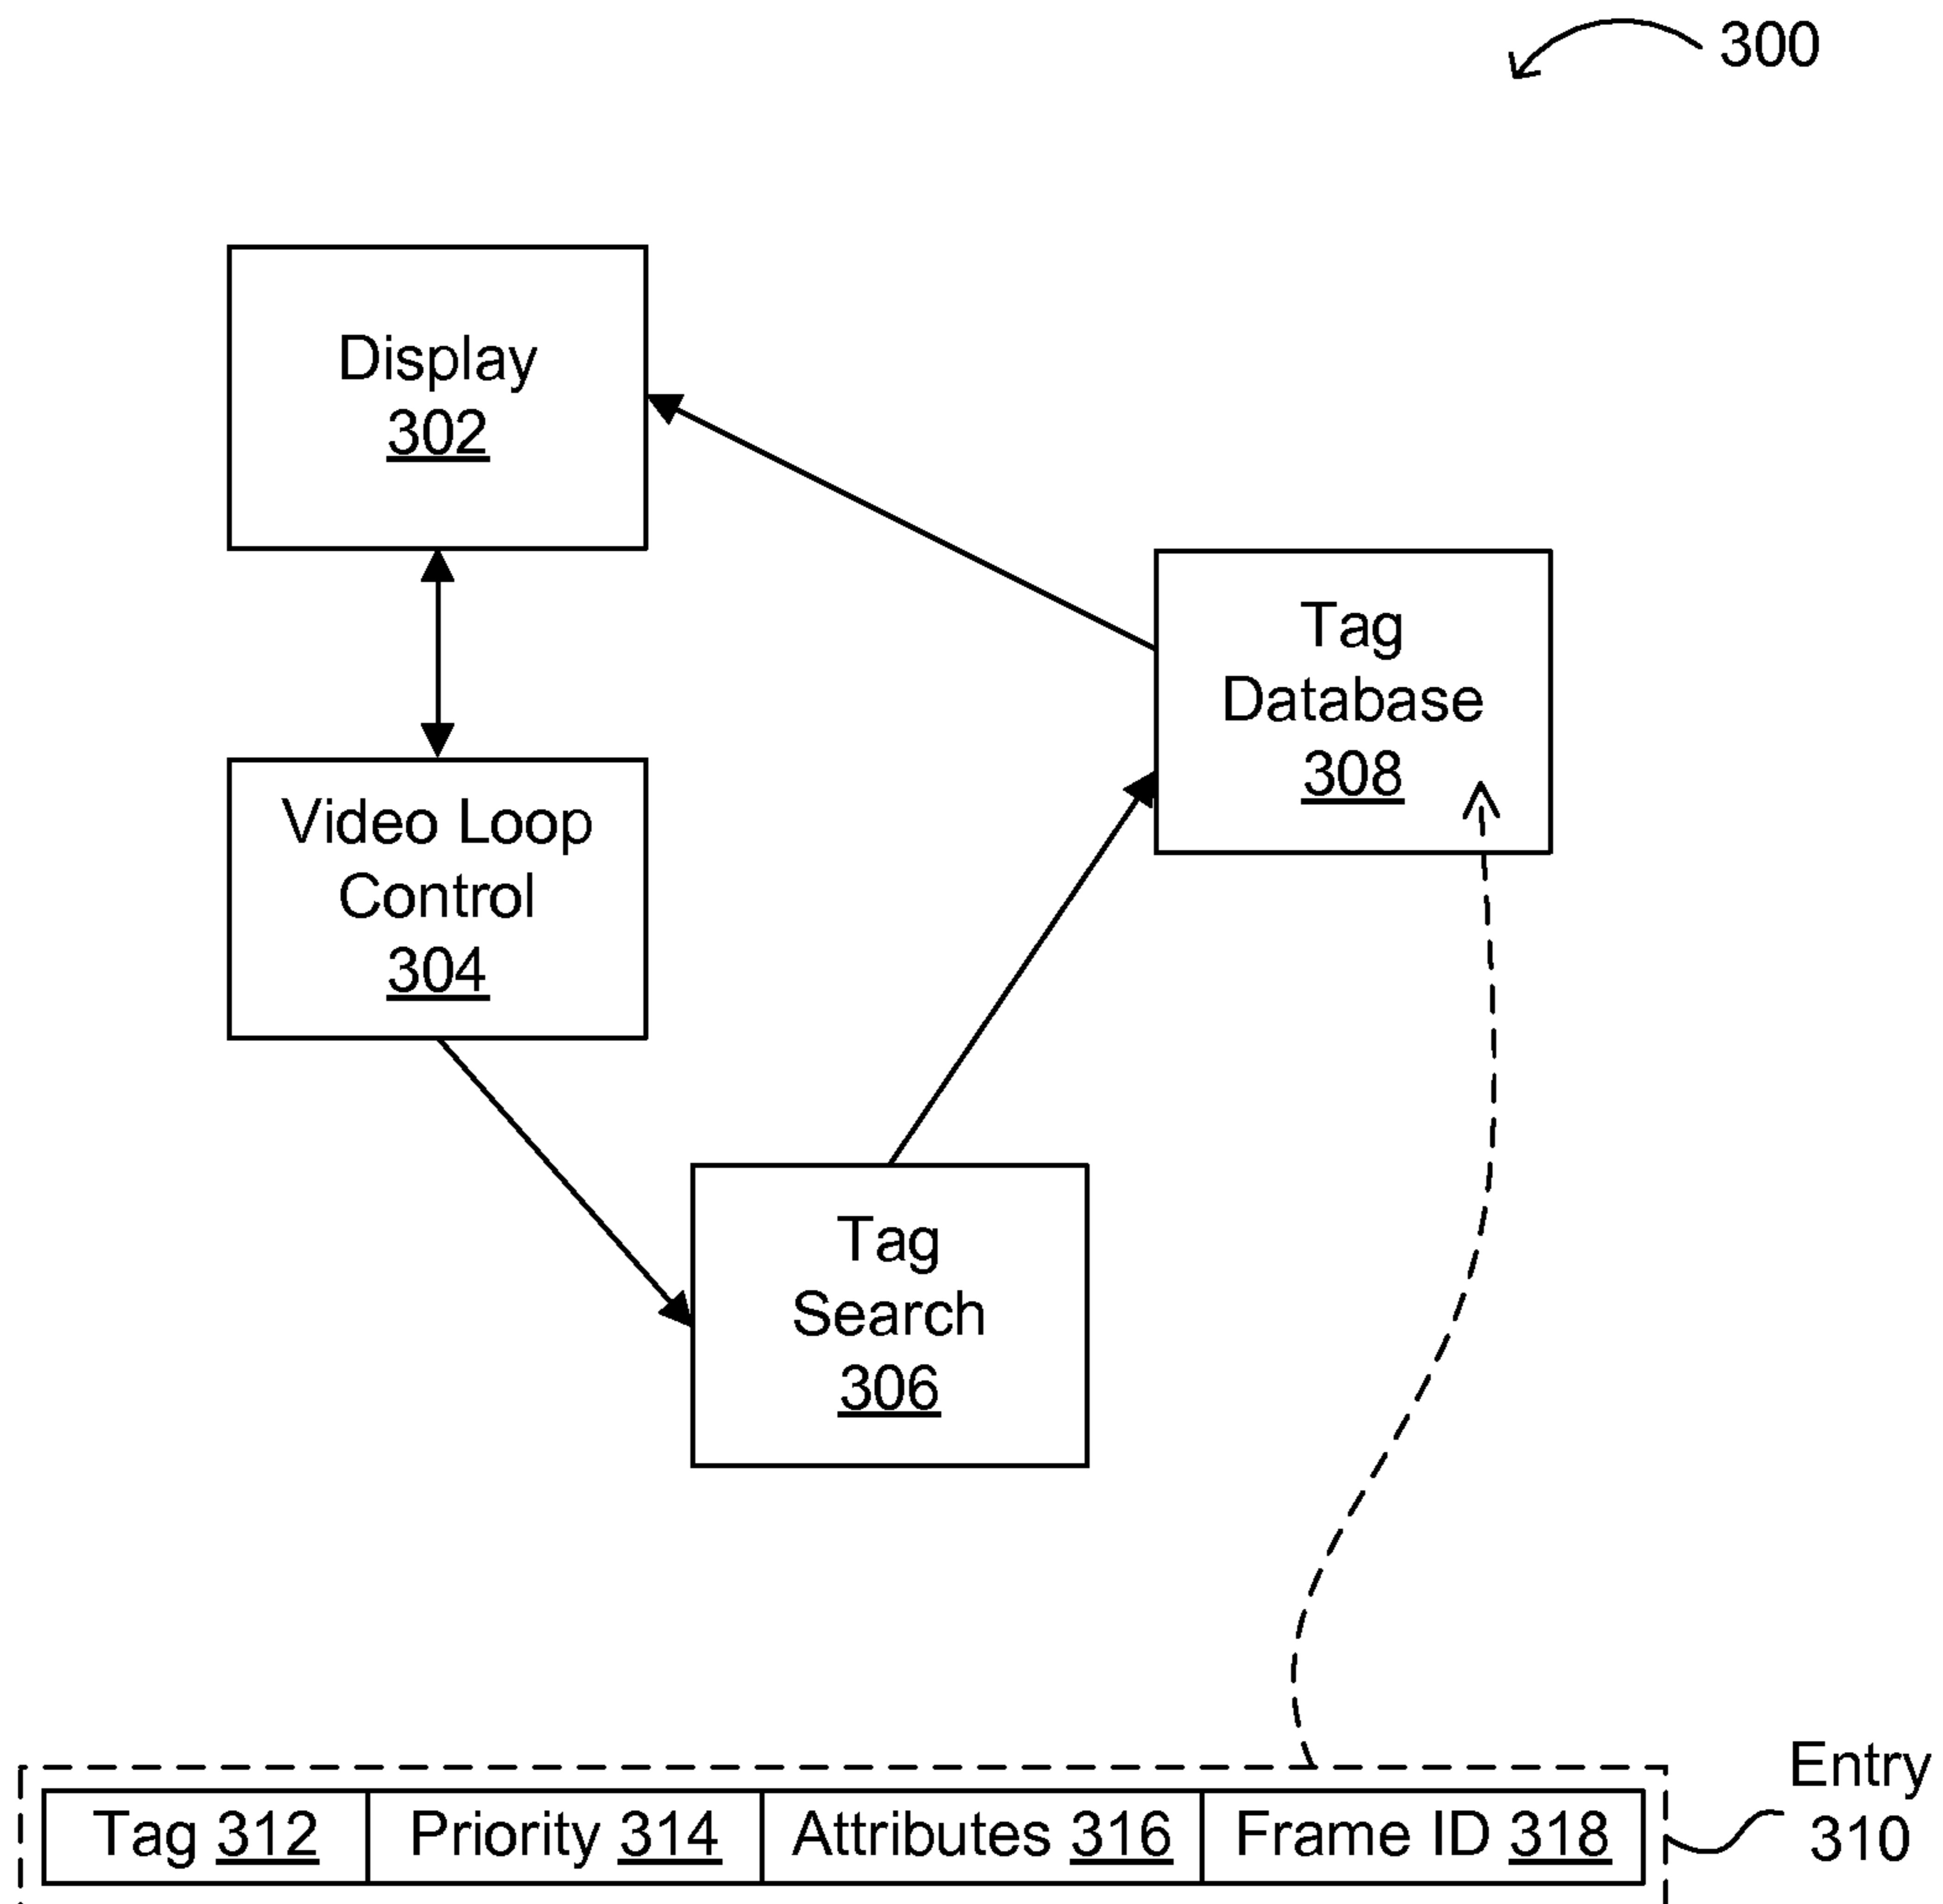 300
Display
302
Video Loop
Control
304
Tag
Database
308
Tag
Search
306
Entry
310
Tag 312 Priority 314 Attributes 316 Frame ID 318